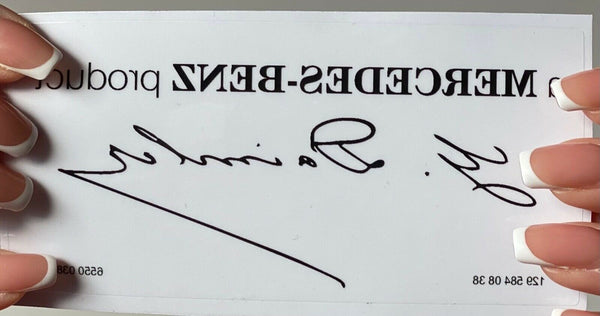 a MERCEDES-BENZ product
G. Daimler
129 584 08 38 6550 038